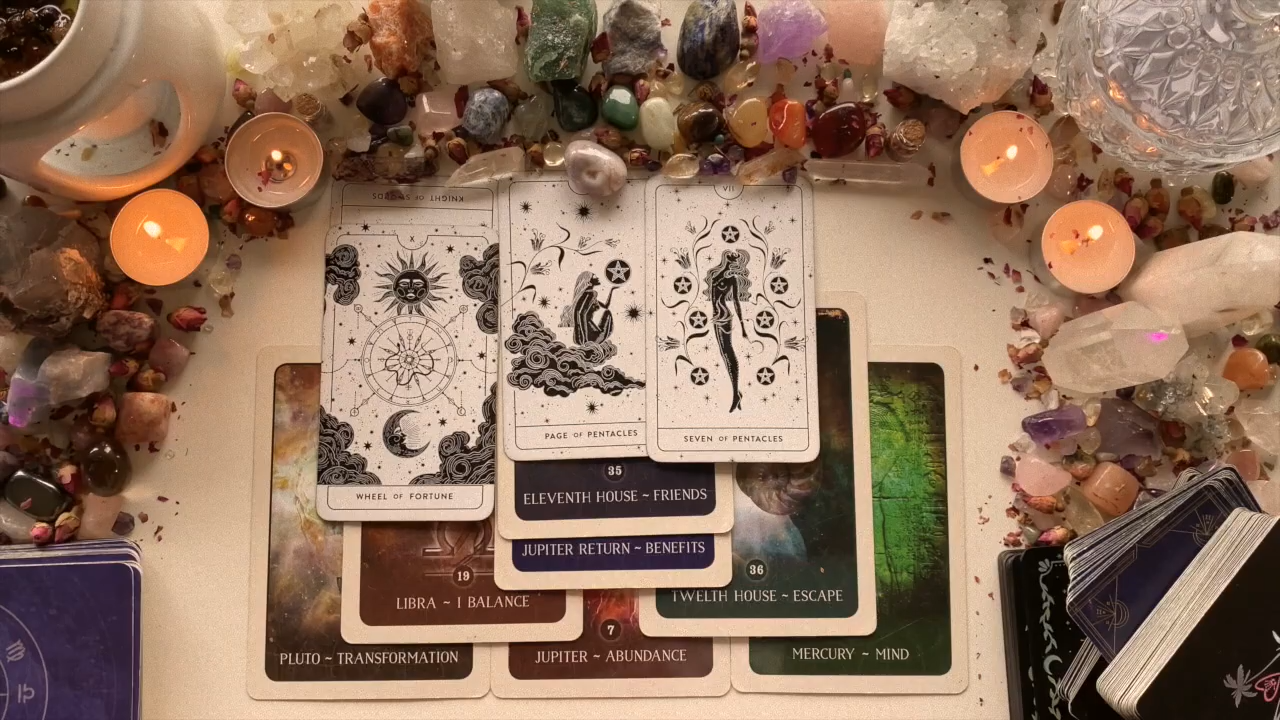 KNIGHT OF SWORDS
X
WHEEL OF FORTUNE
PAGE OF PENTACLES
VII
SEVEN OF PENTACLES
35
ELEVENTH HOUSE ~ FRIENDS
JUPITER RETURN ~ BENEFITS
19
LIBRA ~ I BALANCE
36
TWELTH HOUSE ~ ESCAPE
PLUTO ~ TRANSFORMATION
7
JUPITER ~ ABUNDANCE
MERCURY ~ MIND